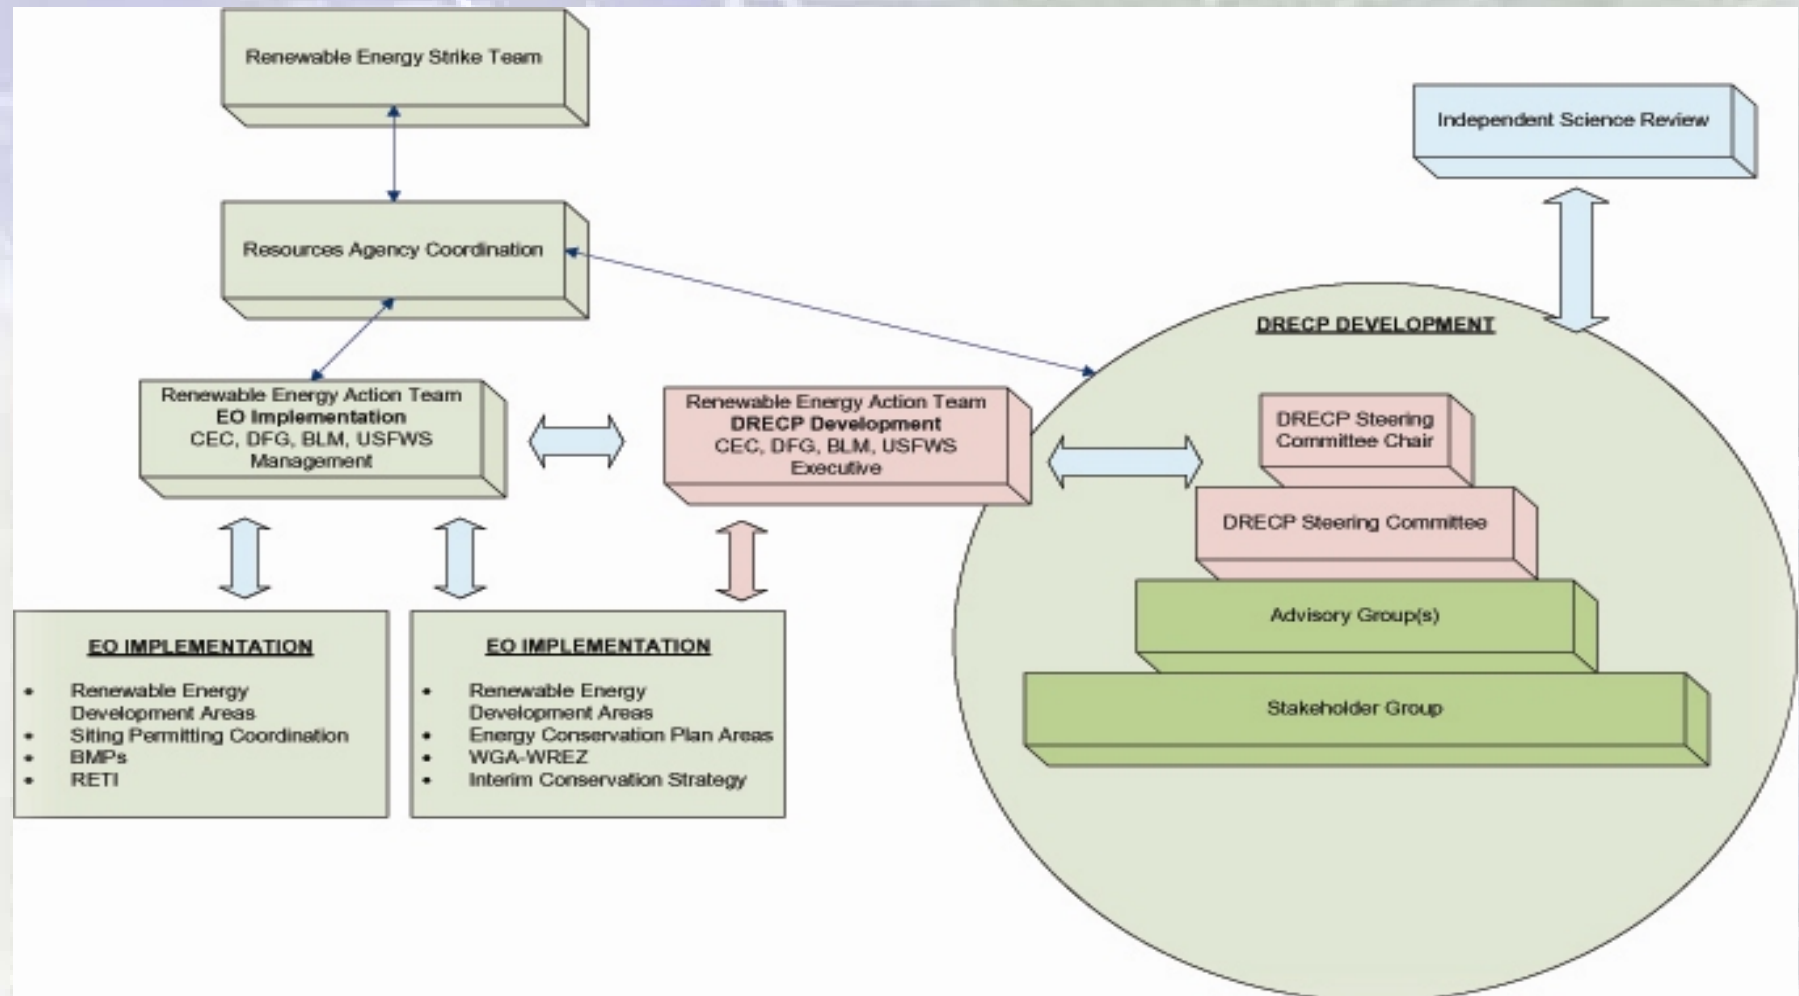 Renewable Energy Strike Team
Independent Science Review
Resources Agency Coordination
DRECP DEVELOPMENT
Renewable Energy Action Team
EO Implementation
CEC, DFG, BLM, USFWS
Management
Renewable Energy Action Team
DRECP Development
CEC, DFG, BLM, USFWS
Executive
DRECP Steering
Committee Chair
DRECP Steering Committee
Advisory Group(s)
Stakeholder Group
EO IMPLEMENTATION
• Renewable Energy
Development Areas
• Siting Permitting Coordination
• BMPs
• RETI
EO IMPLEMENTATION
• Renewable Energy
Development Areas
• Energy Conservation Plan Areas
• WGA-WREZ
• Interim Conservation Strategy